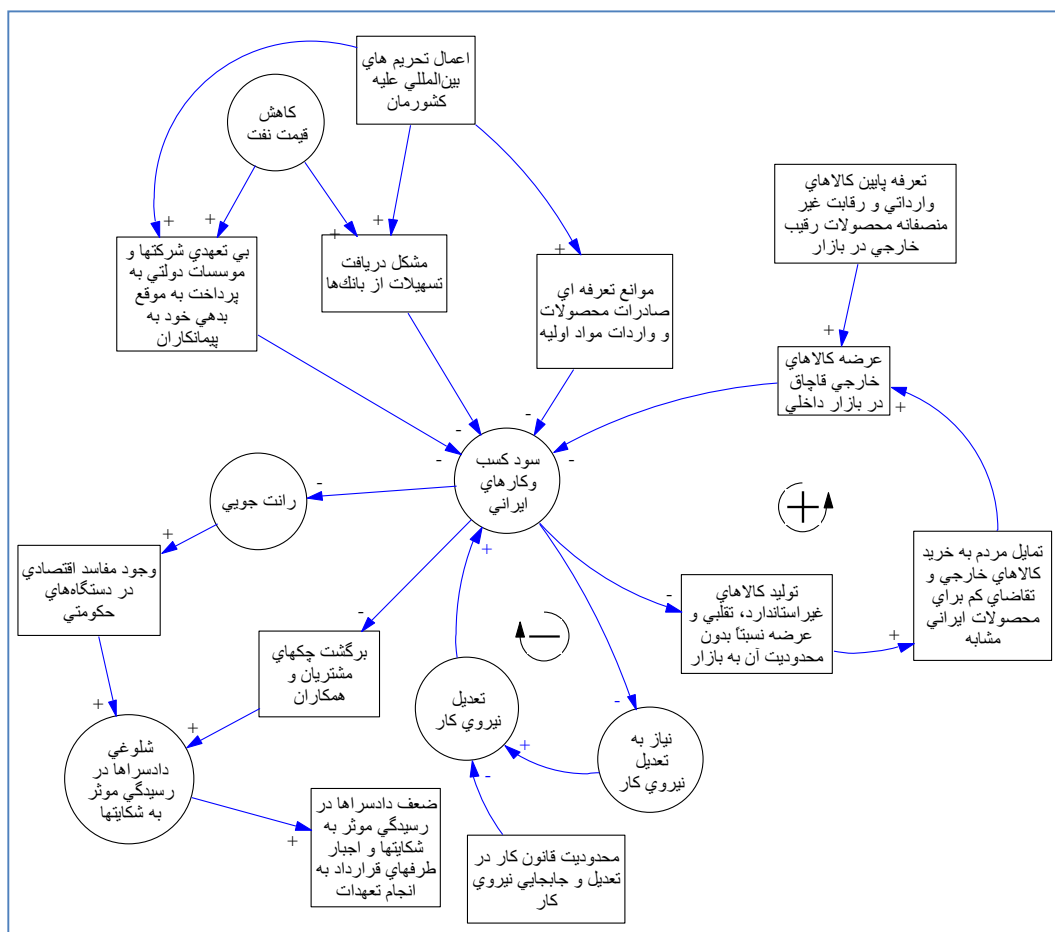 اعمال تحريم هاي
بين‌المللي عليه
كشورمان
كاهش
قيمت نفت
تعرفه پايين كالاهاي
وارداتي و رقابت غير
منصفانه محصولات رقيب
خارجي در بازار
بي تعهدي شركتها و
موسسات دولتي به
پرداخت به موقع
بدهي خود به
پيمانكاران
مشكل دريافت
تسهيلات از بانك‌ها
موانع تعرفه اي
صادرات محصولات
و واردات مواد اوليه
عرضه كالاهاي
خارجي قاچاق
در بازار داخلي
سود كسب
وكارهاي
ايراني
رانت جويي
وجود مفاسد اقتصادي
در دستگاه‌هاي
حكومتي
برگشت چكهاي
مشتريان و
همكاران
توليد كالاهاي
غيراستاندارد، تقلبي و
عرضه نسبتاً بدون
محدوديت آن به بازار
تمايل مردم به خريد
كالاهاي خارجي و
تقاضاي كم براي
محصولات ايراني
مشابه
تعديل
نيروي كار
نياز به
تعديل
نيروي كار
شلوغي
دادسراها در
رسيدگي موثر
به شكايتها
ضعف دادسراها در
رسيدگي موثر به
شكايتها و اجبار
طرفهاي قرارداد به
انجام تعهدات
محدوديت قانون كار در
تعديل و جابجايي نيروي
كار